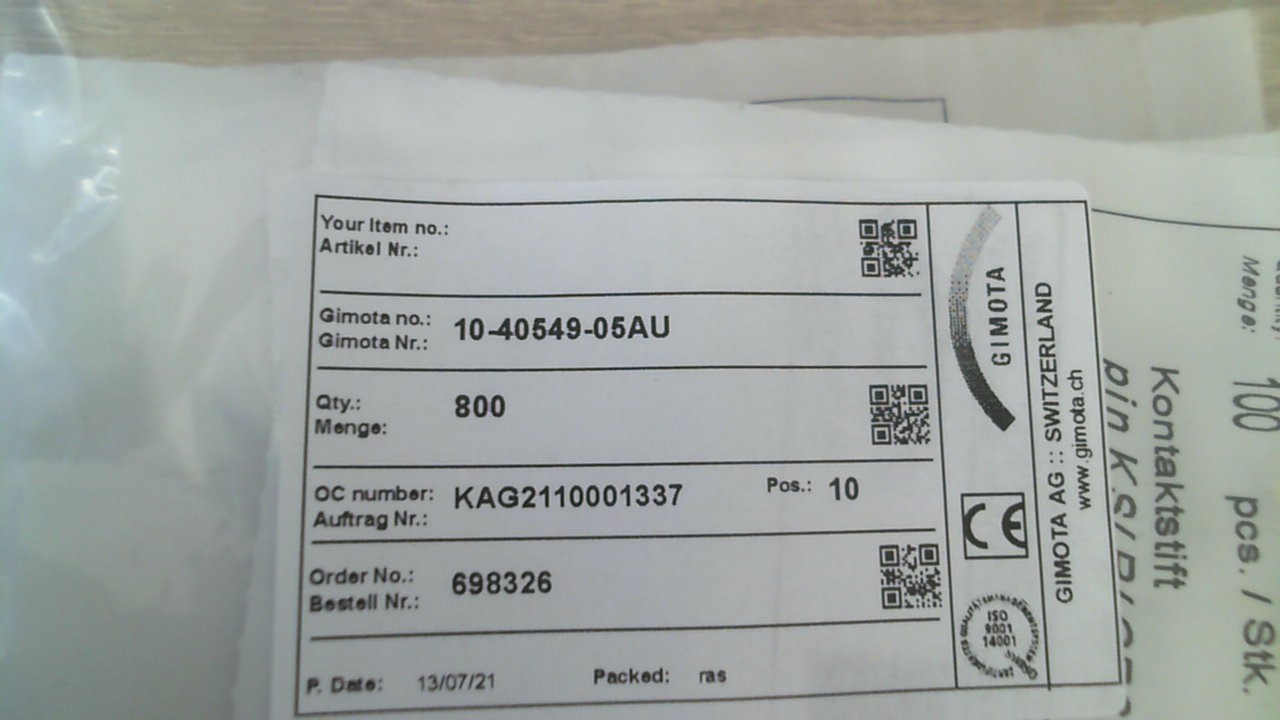 Your Item no.:
Artikel Nr.:
Gimota no.:
Gimota Nr.:
10-40549-05AU
Qty.:
Menge:
800
OC number:
Auftrag Nr.:
KAG2110001337
Pos.: 10
Order No.:
Bestell Nr.:
698326
P. Date: 13/07/21
Packed: ras
GIMOTA
CE
ISO
9001
14001
GIMOTA AG :: SWITZERLAND
www.gimota.ch
Kontaktstift
Menge: 100 pcs. / Stk.
pin